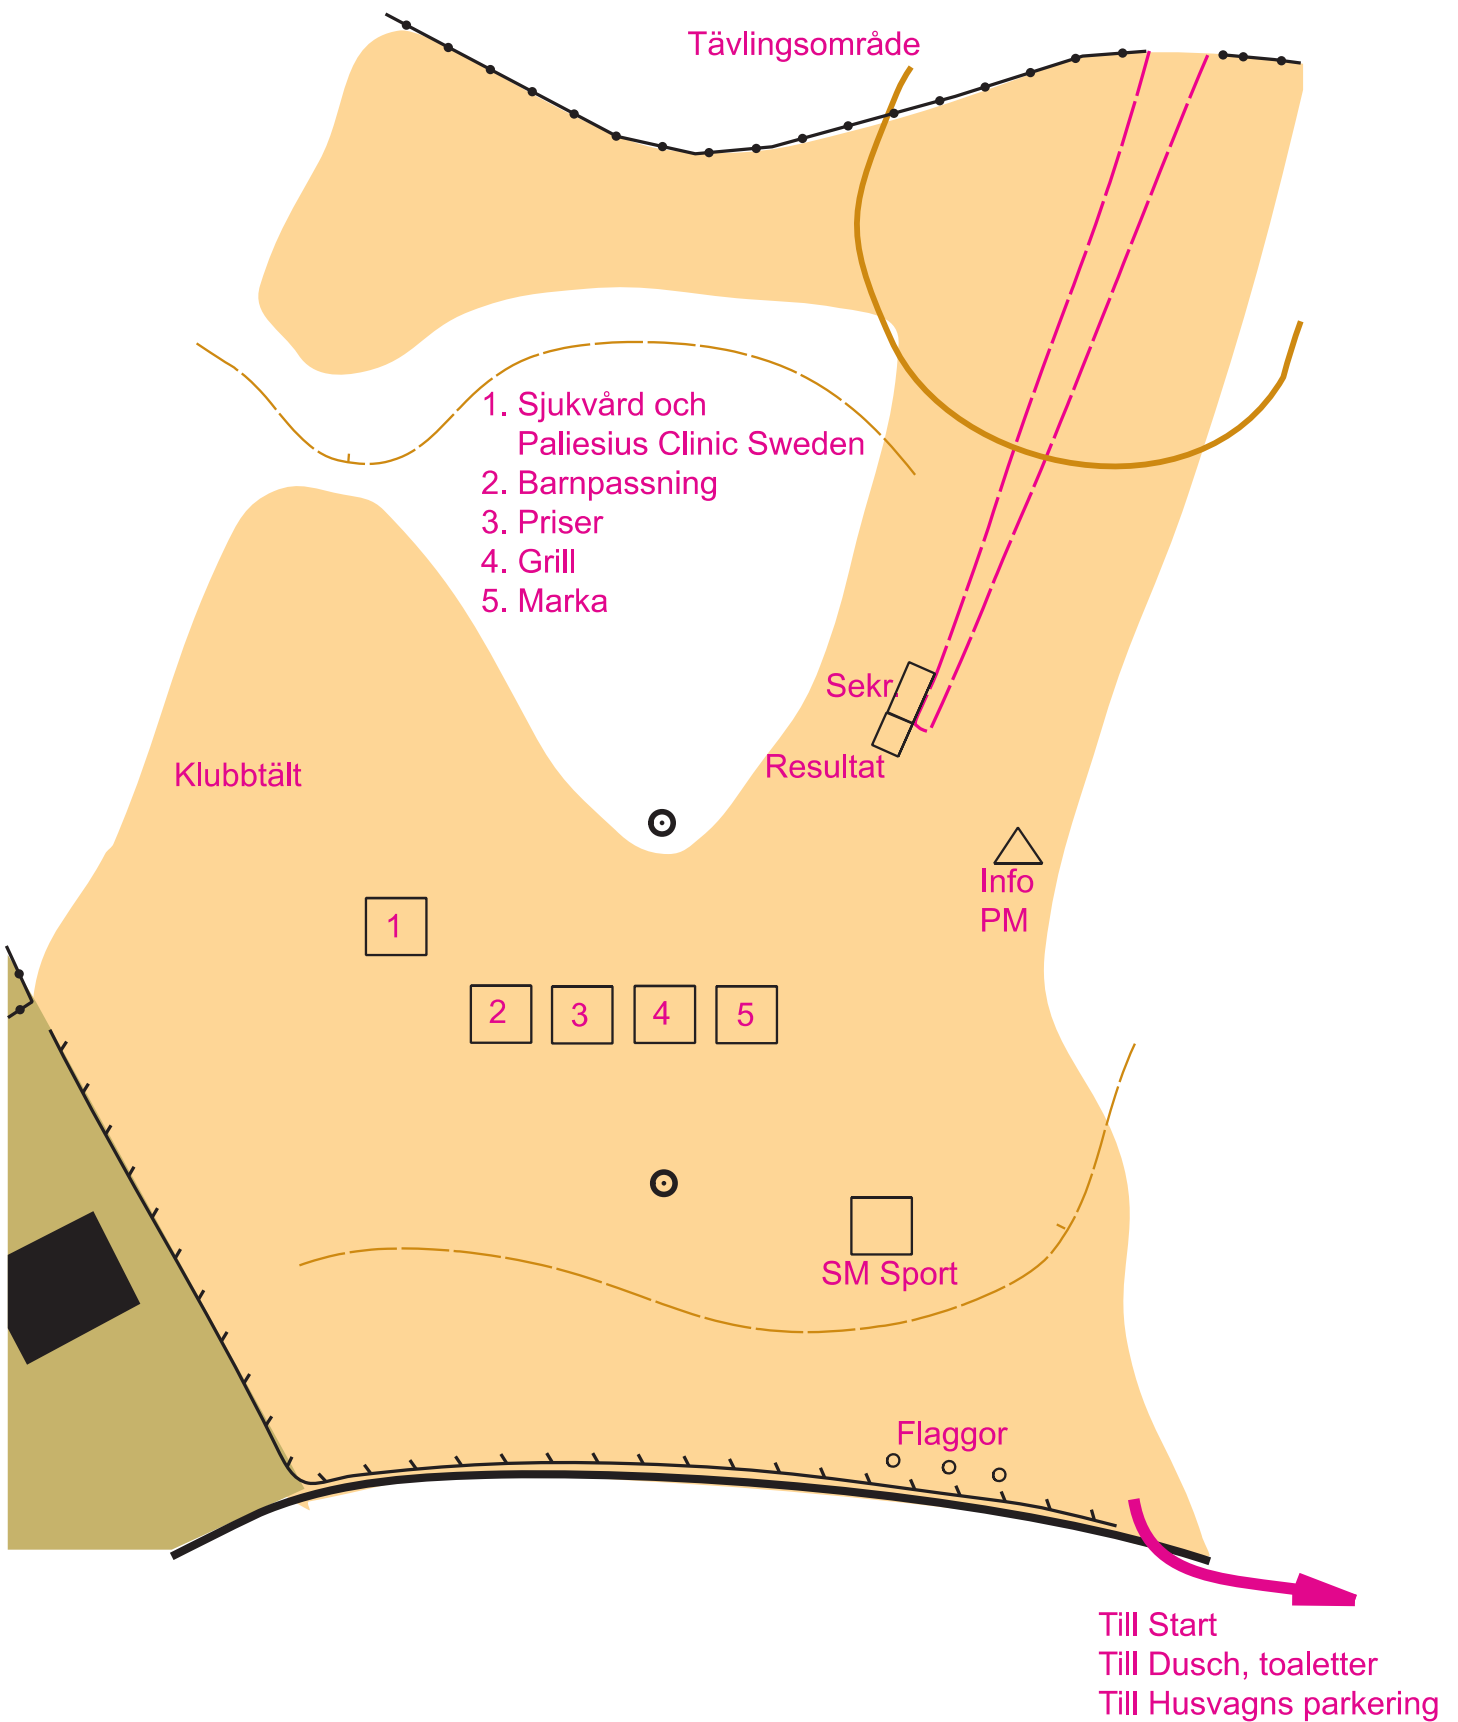 Tävlingsområde
1. Sjukvård och
Paliesius Clinic Sweden
2. Barnpassning
3. Priser
4. Grill
5. Marka
Sekr.
Resultat
Klubbtält
Info
PM
1
2
3
4
5
SM Sport
Flaggor
Till Start
Till Dusch, toaletter
Till Husvagns parkering